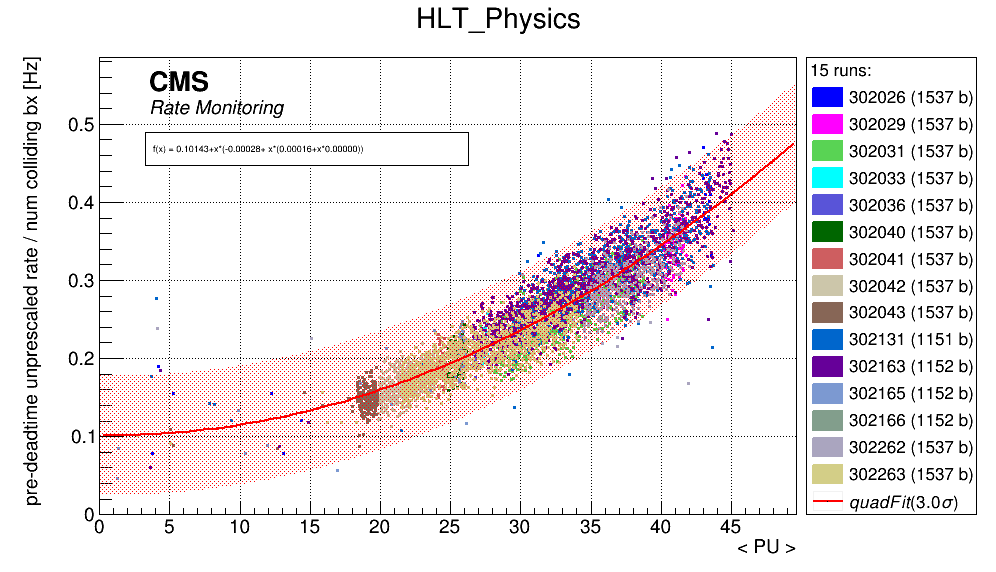 HLT_Physics
pre-deadtime unprescaled rate / num colliding bx [Hz]
CMS
Rate Monitoring
f(x) = 0.10143+x*(-0.00028+ x*(0.00016+x*0.00000))
0.5
0.4
0.3
0.2
0.1
0
0 5 10 15 20 25 30 35 40 45
< PU >
15 runs:
302026 (1537 b)
302029 (1537 b)
302031 (1537 b)
302033 (1537 b)
302036 (1537 b)
302040 (1537 b)
302041 (1537 b)
302042 (1537 b)
302043 (1537 b)
302131 (1151 b)
302163 (1152 b)
302165 (1152 b)
302166 (1152 b)
302262 (1537 b)
302263 (1537 b)
quadFit(3.0σ)